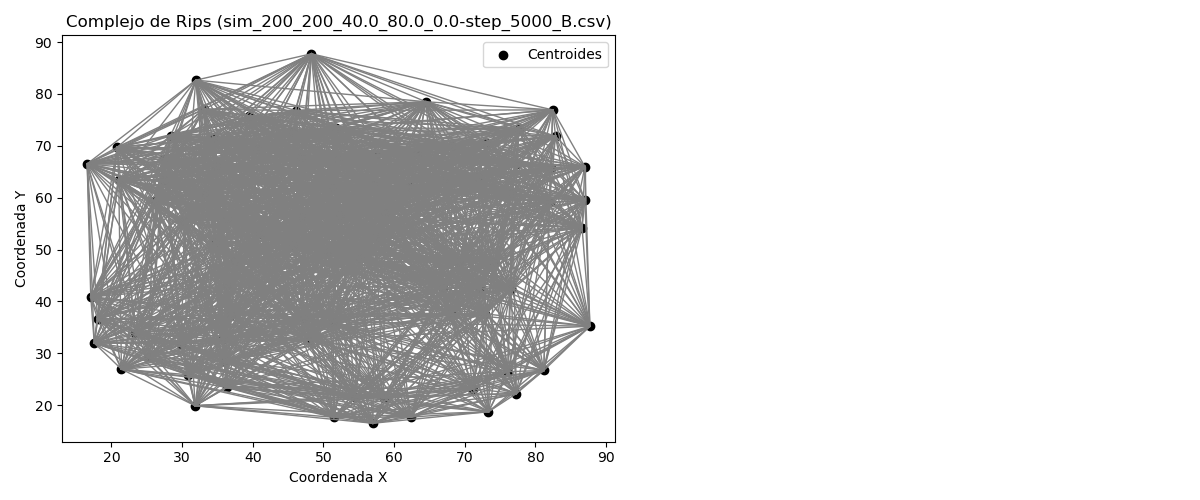 Complejo de Rips (sim_200_200_40.0_80.0_0.0-step_5000_B.csv)
Centroides
Coordenada Y
90
80
70
60
50
40
30
20
20 30 40 50 60 70 80 90
Coordenada X